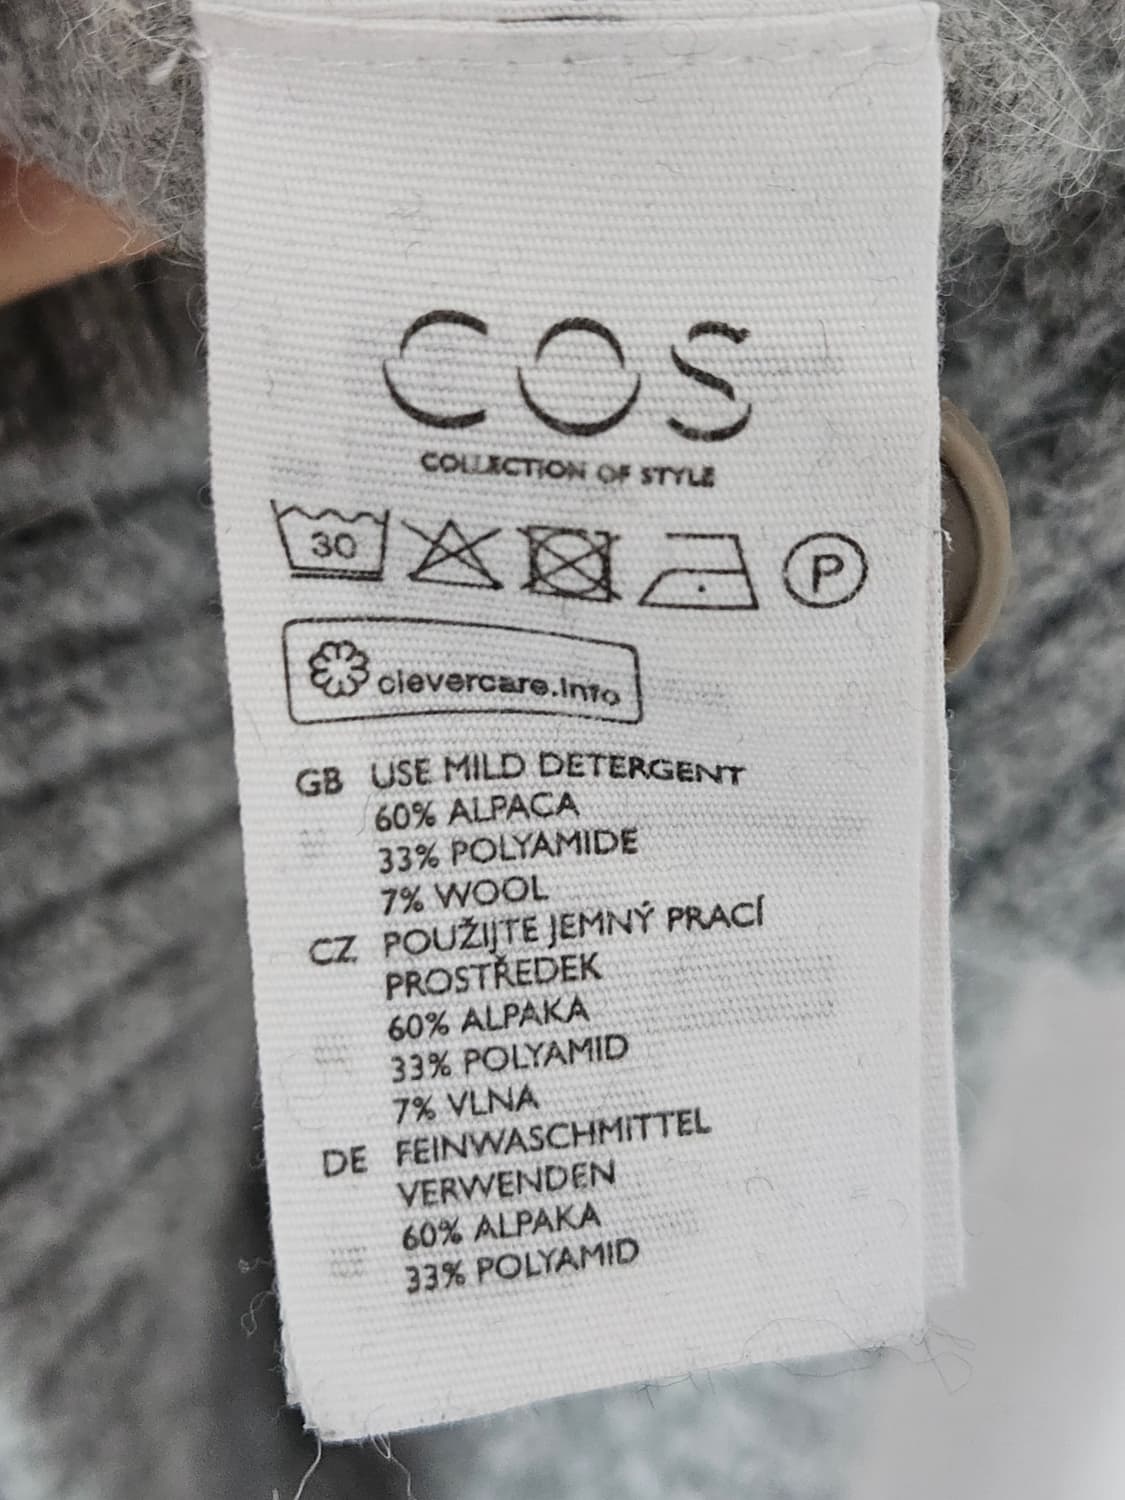 COS
COLLECTION OF STYLE
30
P
clevercare.info
GB USE MILD DETERGENT
60% ALPACA
33% POLYAMIDE
7% WOOL
CZ POUŽIJTE JEMNÝ PRACÍ
PROSTŘEDEK
60% ALPAKA
33% POLYAMID
7% VLNA
DE FEINWASCHMITTEL
VERWENDEN
60% ALPAKA
33% POLYAMID